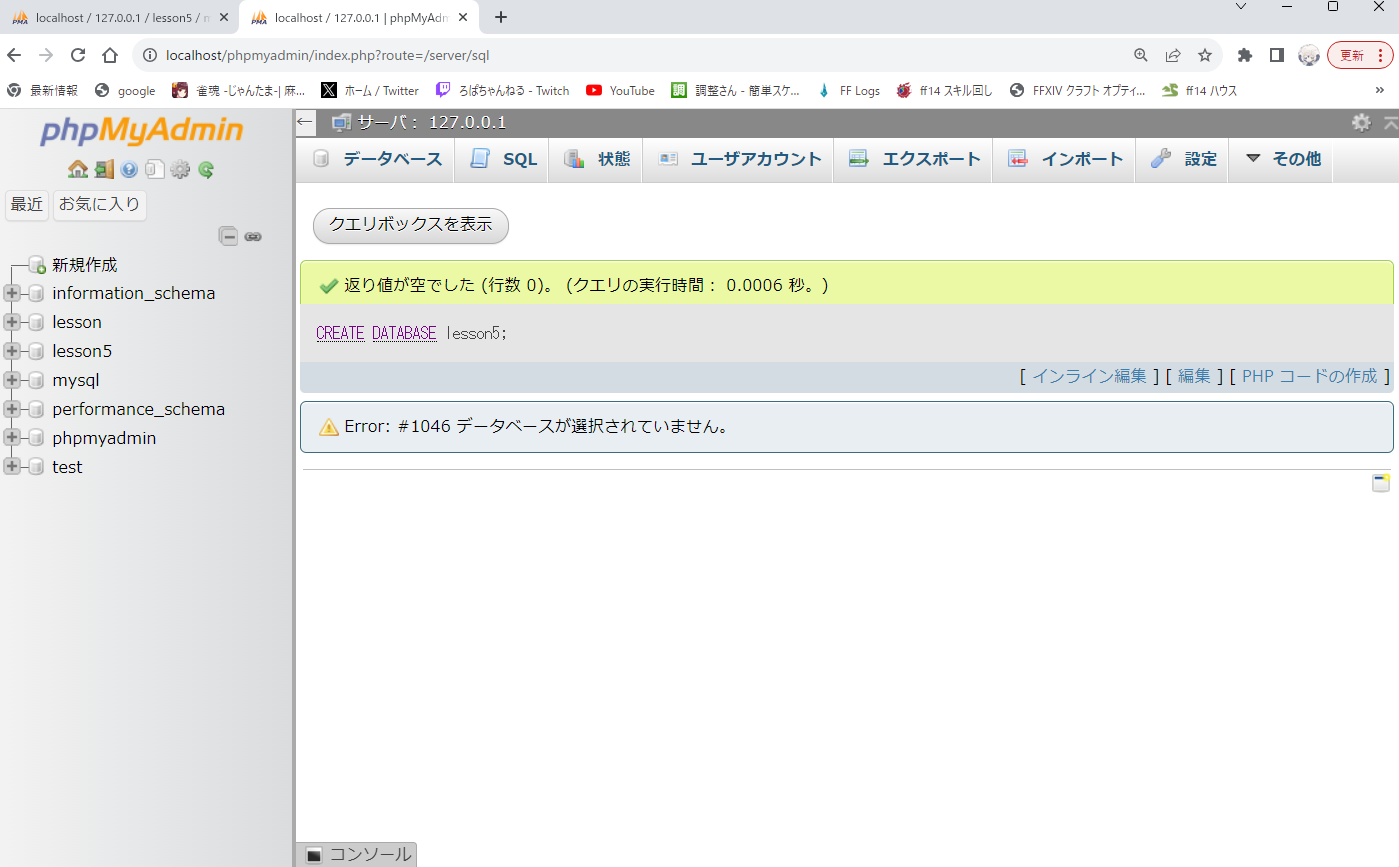 localhost / 127.0.0.1 / lesson5 / m
localhost / 127.0.0.1 | phpMyAdm
localhost/phpmyadmin/index.php?route=/server/sql
更新
最新情報 google 雀魂 -じゃんたま-| 麻... ホーム / Twitter ろぱちゃんねる - Twitch YouTube 調整さん - 簡単スケ... FF Logs ff14 スキル回し FFXIV クラフト オプティ... ff14 ハウス »
phpMyAdmin
最近 お気に入り
新規作成
information_schema
lesson
lesson5
mysql
performance_schema
phpmyadmin
test
サーバ: 127.0.0.1
データベース SQL 状態 ユーザアカウント エクスポート インポート 設定 その他
クエリボックスを表示
返り値が空でした (行数 0)。 (クエリの実行時間: 0.0006 秒。)
CREATE DATABASE lesson5;
[ インライン編集 ] [ 編集 ] [ PHP コードの作成 ]
Error: #1046 データベースが選択されていません。
コンソール